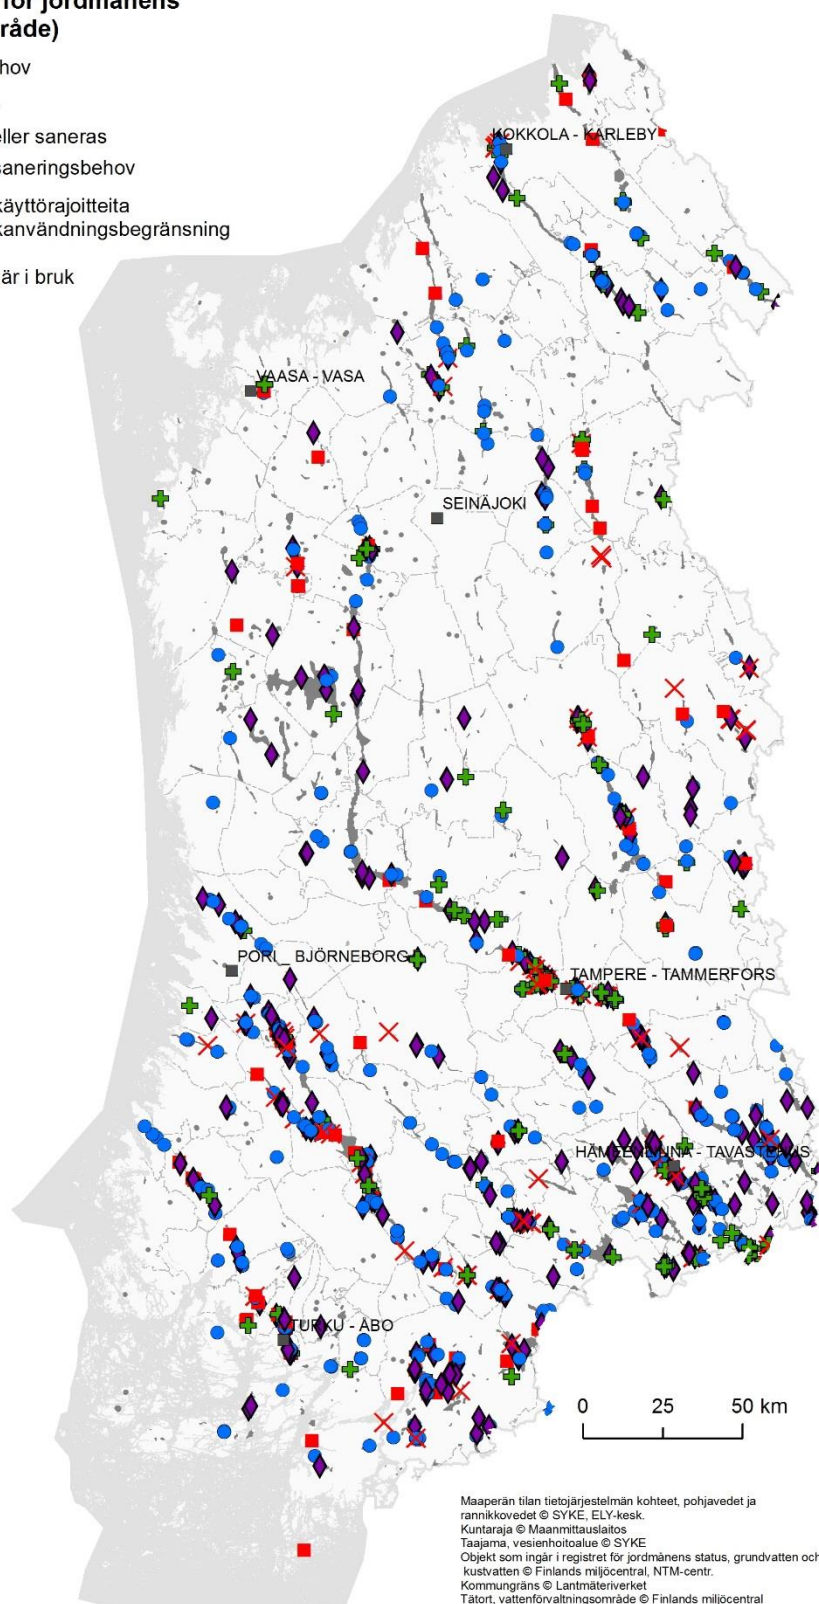 för jordmånens
råde)
hov
eller saneras
saneringsbehov
käyttörajoitteita
kanvändningsbegränsning
är i bruk
KOKKOLA - KARLEBY
VAASA - VASA
SEINÄJOKI
PORI_ BJÖRNEBORG
TAMPERE - TAMMERFORS
HÄMEENLINNA - TAVASTEHUS
TURKU - ÅBO
0 25 50 km
Maaperän tilan tietojärjestelmän kohteet, pohjavedet ja
rannikkovedet © SYKE, ELY-kesk.
Kuntaraja © Maanmittauslaitos
Taajama, vesienhoitoalue © SYKE
Objekt som ingår i registret för jordmånens status, grundvatten och
kustvatten © Finlands miljöcentral, NTM-centr.
Kommungräns © Lantmäteriverket
Tätort, vattenförvaltningsområde © Finlands miljöcentral